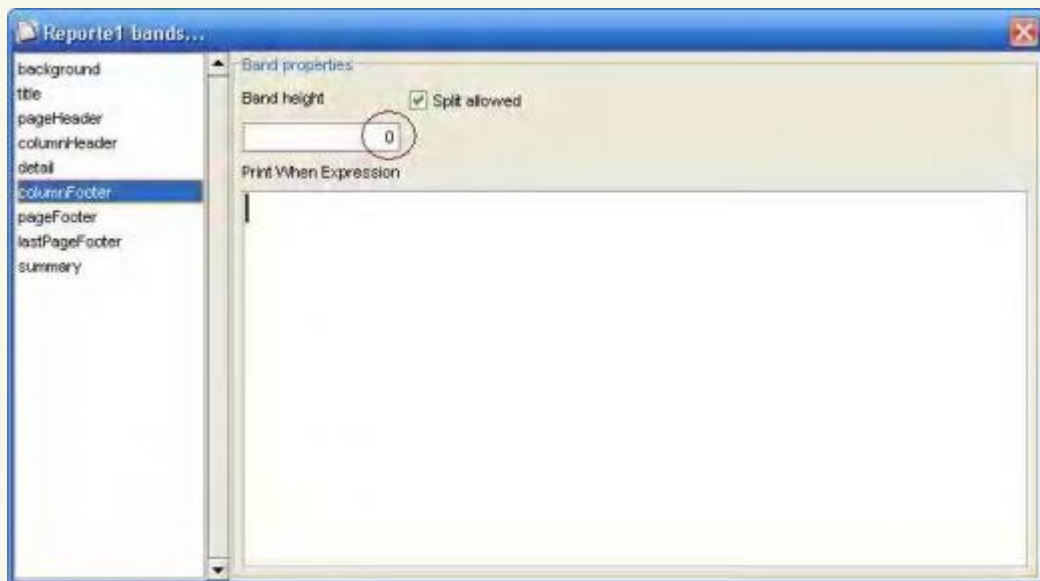 Reporte1 bands...
background
title
pageHeader
columnHeader
detail
columnFooter
pageFooter
lastPageFooter
summary
Band properties
Band height
Split allowed
0
Print When Expression